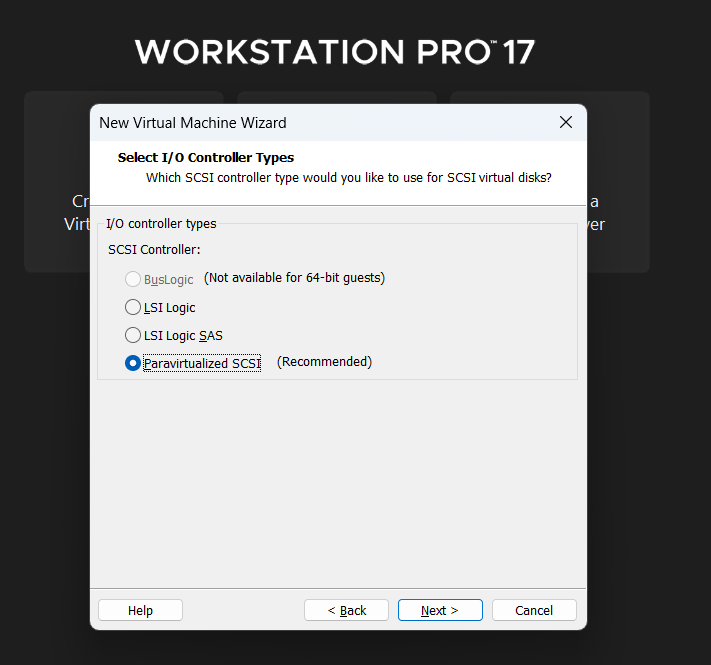 WORKSTATION PRO™ 17
New Virtual Machine Wizard
Select I/O Controller Types
Which SCSI controller type would you like to use for SCSI virtual disks?
Cr
a
Virt
ver
I/O controller types
SCSI Controller:
BusLogic (Not available for 64-bit guests)
LSI Logic
LSI Logic SAS
Paravirtualized SCSI (Recommended)
Help
< Back
Next >
Cancel